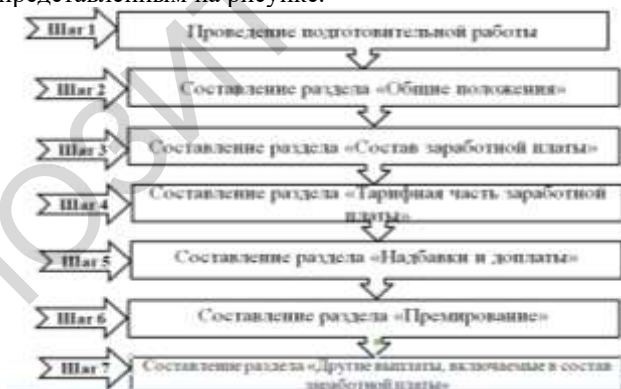 представленным на рисунке.
Шаг 1
Проведение подготовительной работы
Шаг 2
Составление раздела «Общие положения»
Шаг 3
Составление раздела «Состав заработной платы»
Шаг 4
Составление раздела «Тарифная часть заработной
платы»
Шаг 5
Составление раздела «Надбавки и доплаты»
Шаг 6
Составление раздела «Премирование»
Шаг 7
Составление раздела «Другие выплаты, включаемые в состав
заработной платы»